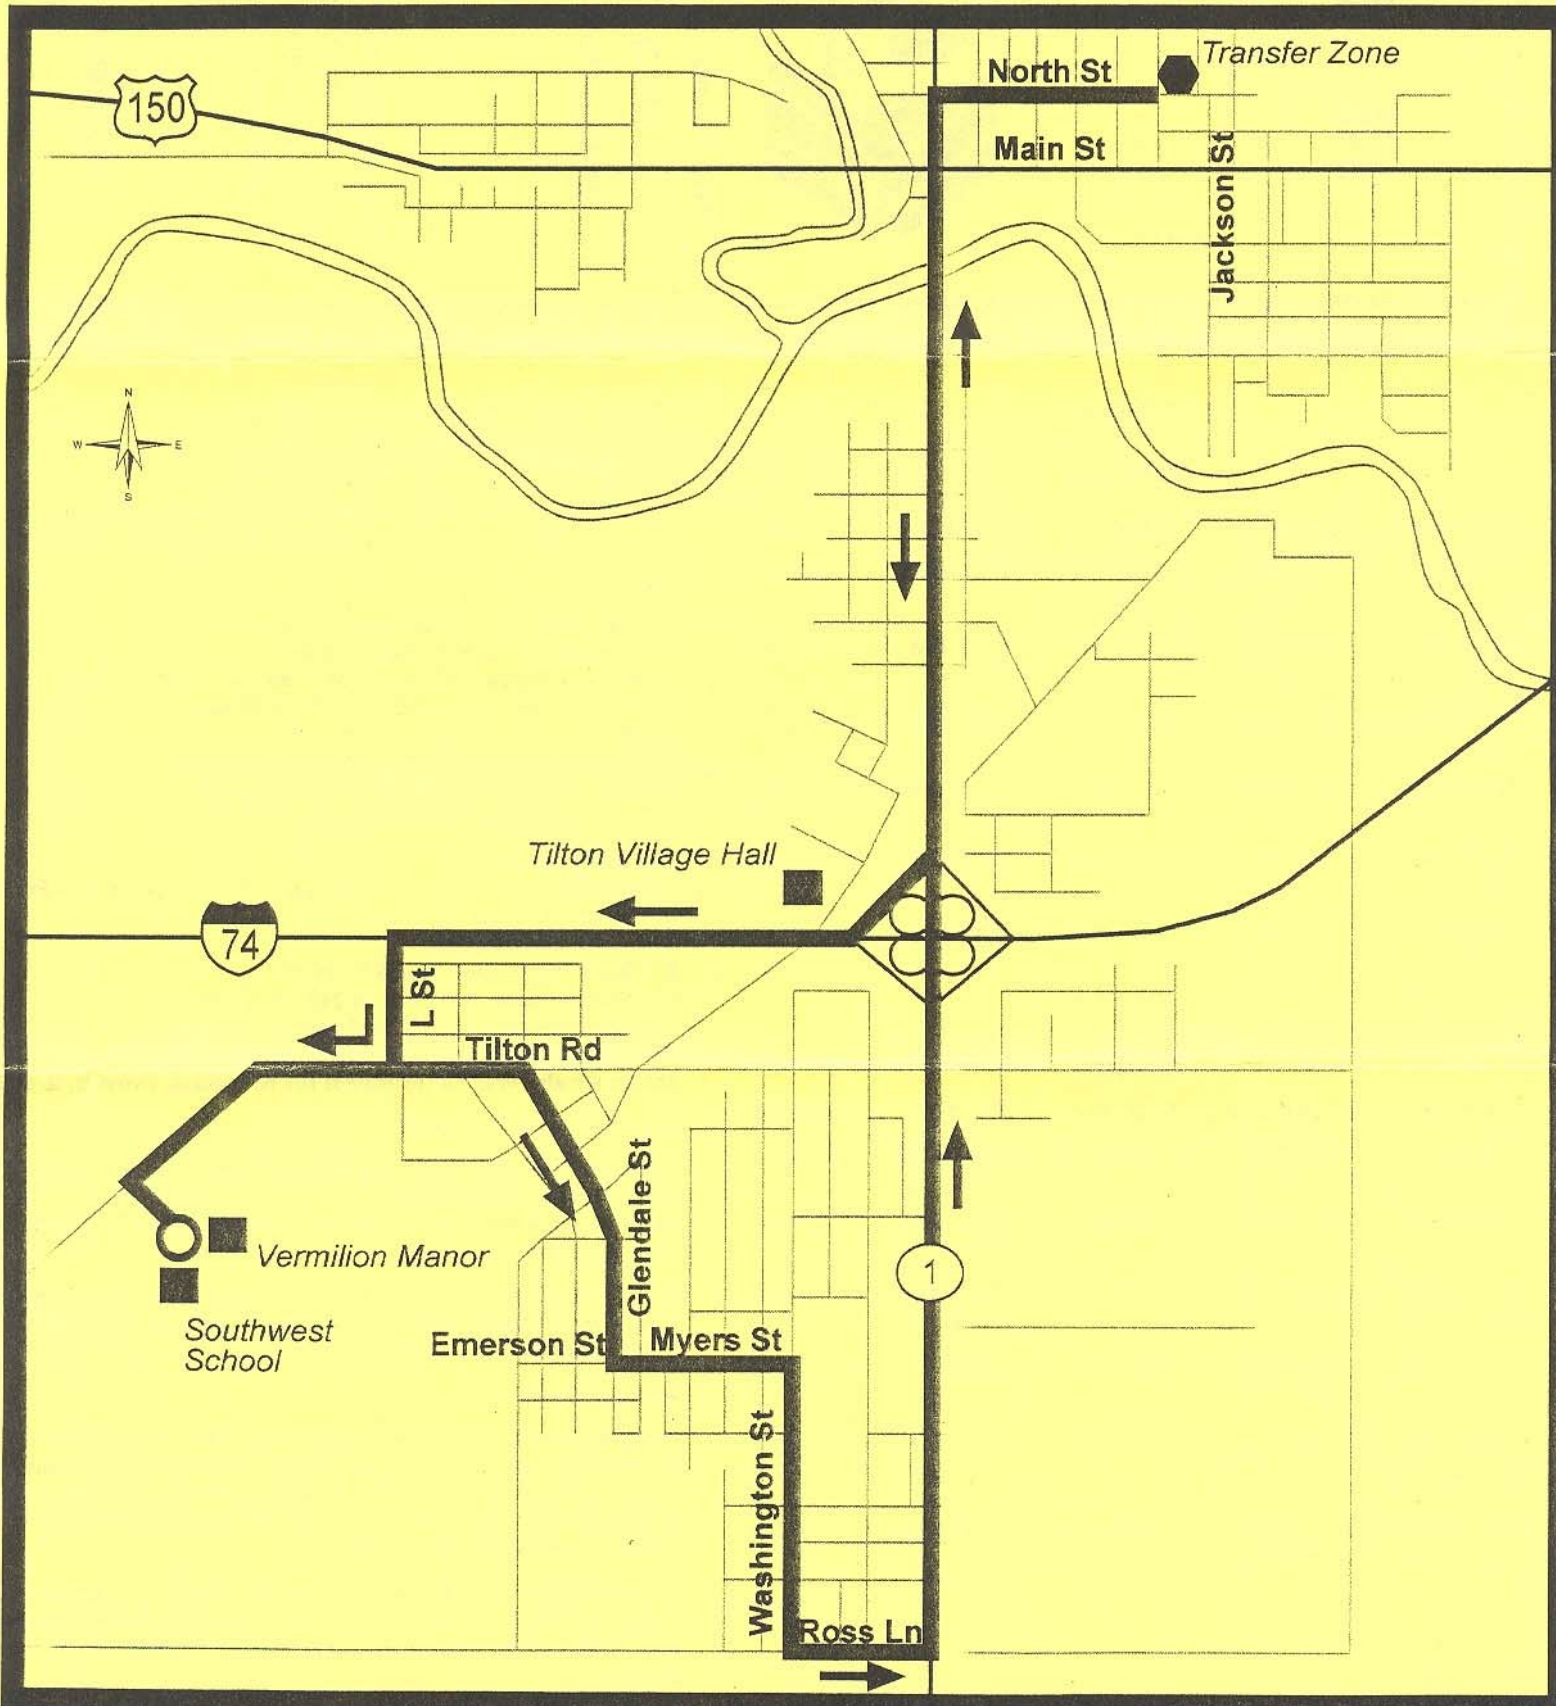 North St
Transfer Zone
150
Main St
Jackson St
N
W E
S
Tilton Village Hall
74
L St
Tilton Rd
Glendale St
Vermilion Manor
1
Southwest
School
Emerson St
Myers St
Washington St
Ross Ln